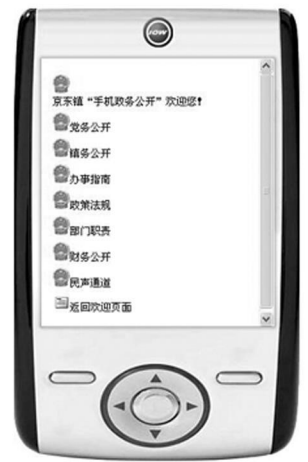 IOW
京东镇“手机政务公开”欢迎您!
党务公开
镇务公开
办事指南
政策法规
部门职责
财务公开
民声通道
返回欢迎页面